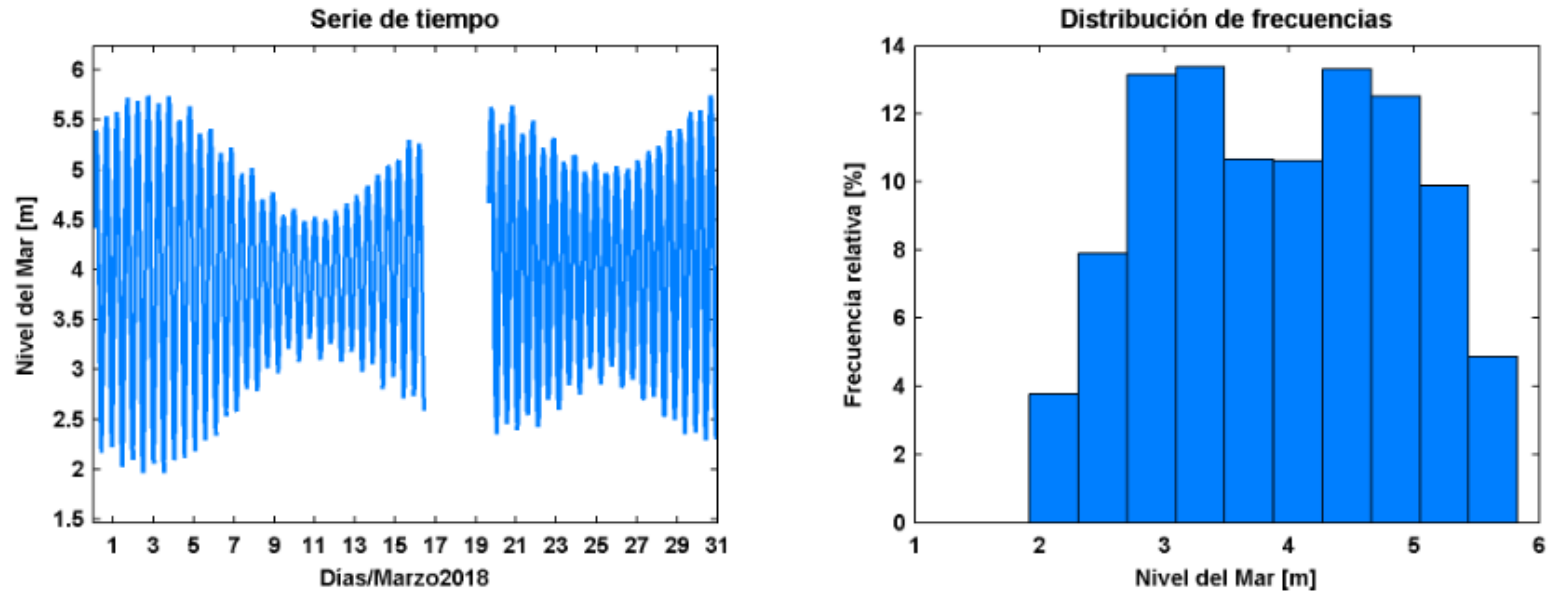 Serie de tiempo
6
5.5
5
4.5
4
3.5
3
2.5
2
1.5
Nivel del Mar [m]
1 3 5 7 9 11 13 15 17 19 21 23 25 27 29 31
Días/Marzo2018
Distribución de frecuencias
14
12
10
8
6
4
2
0
Frecuencia relativa [%]
1 2 3 4 5 6
Nivel del Mar [m]